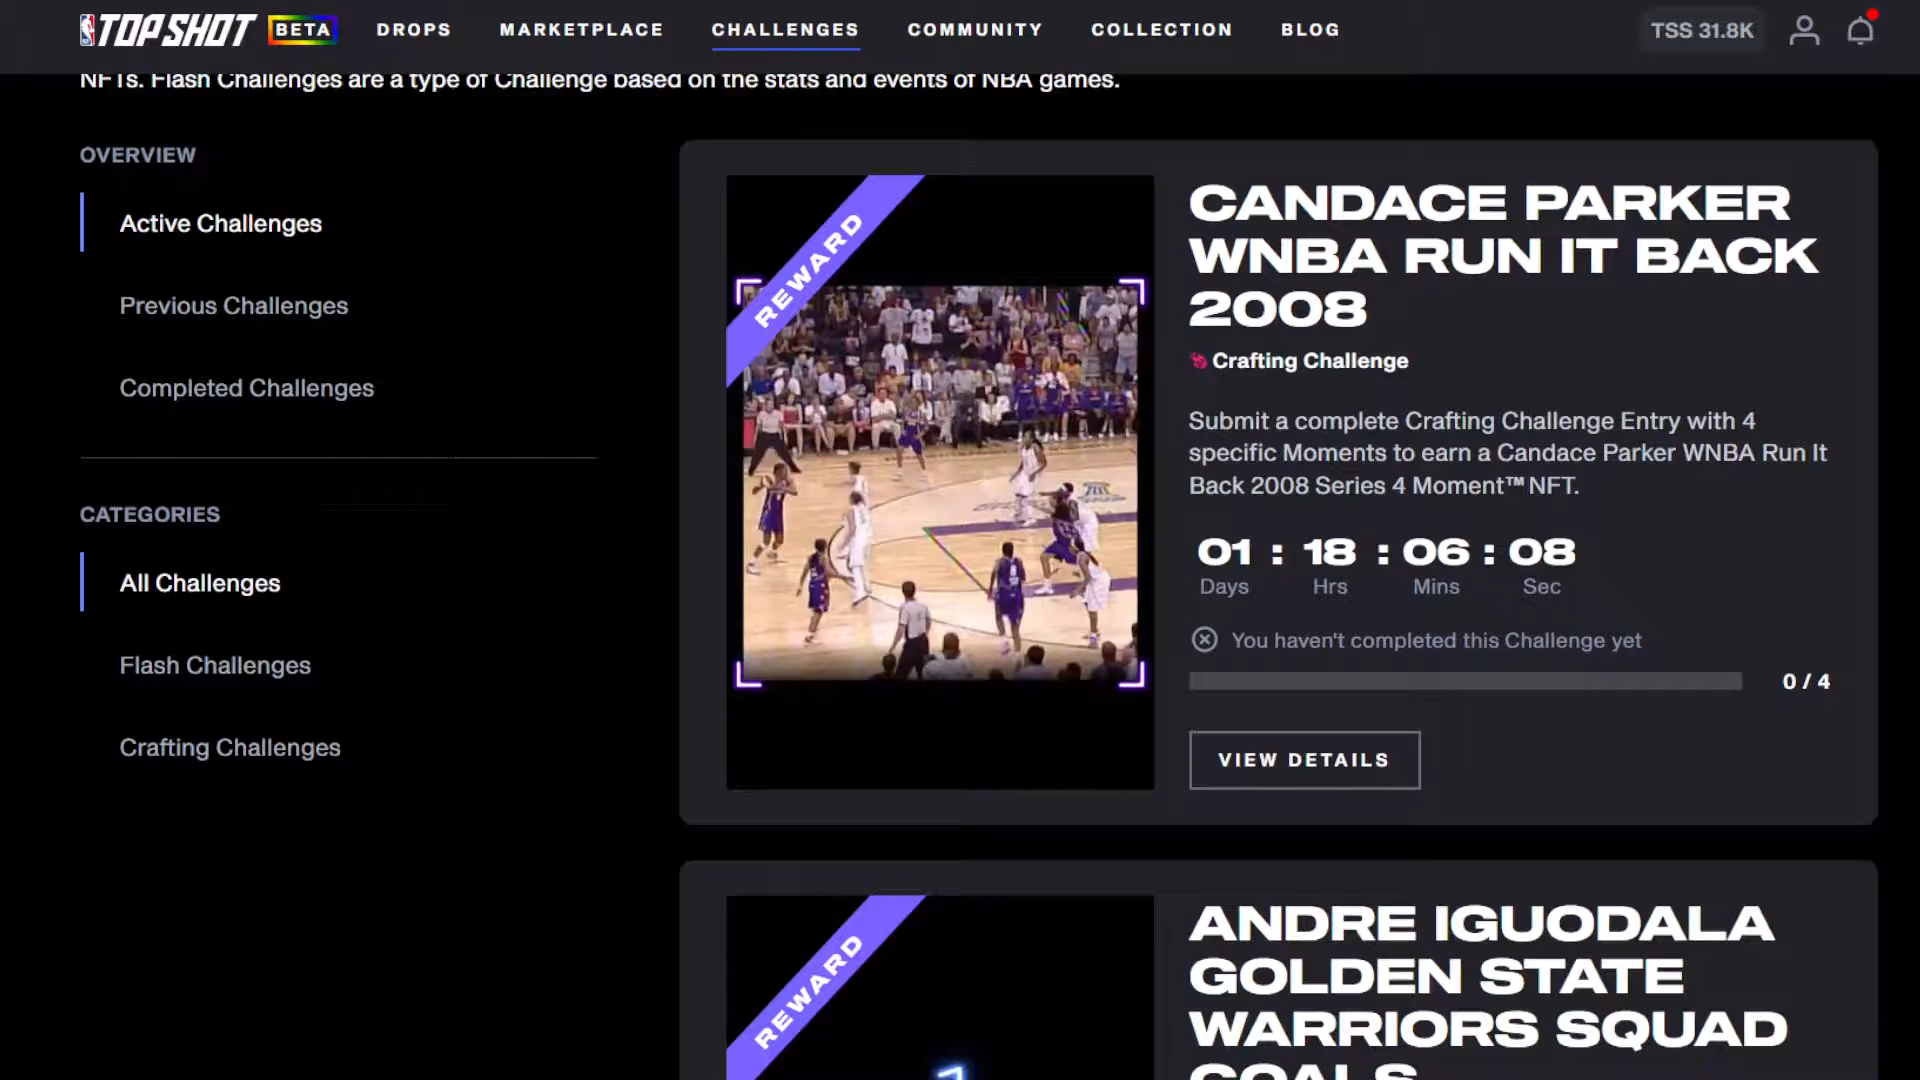 TOP SHOT BETA DROPS MARKETPLACE CHALLENGES COMMUNITY COLLECTION BLOG TSS 31.8K
NFTs. Flash Challenges are a type of Challenge based on the stats and events of NBA games.
OVERVIEW
Active Challenges
Previous Challenges
Completed Challenges
CATEGORIES
All Challenges
Flash Challenges
Crafting Challenges
REWARD
CANDACE PARKER
WNBA RUN IT BACK
2008
Crafting Challenge
Submit a complete Crafting Challenge Entry with 4
specific Moments to earn a Candace Parker WNBA Run It
Back 2008 Series 4 Moment™ NFT.
01 : 18 : 06 : 08
Days Hrs Mins Sec
You haven't completed this Challenge yet
0 / 4
VIEW DETAILS
REWARD
ANDRE IGUODALA
GOLDEN STATE
WARRIORS SQUAD
GOALS